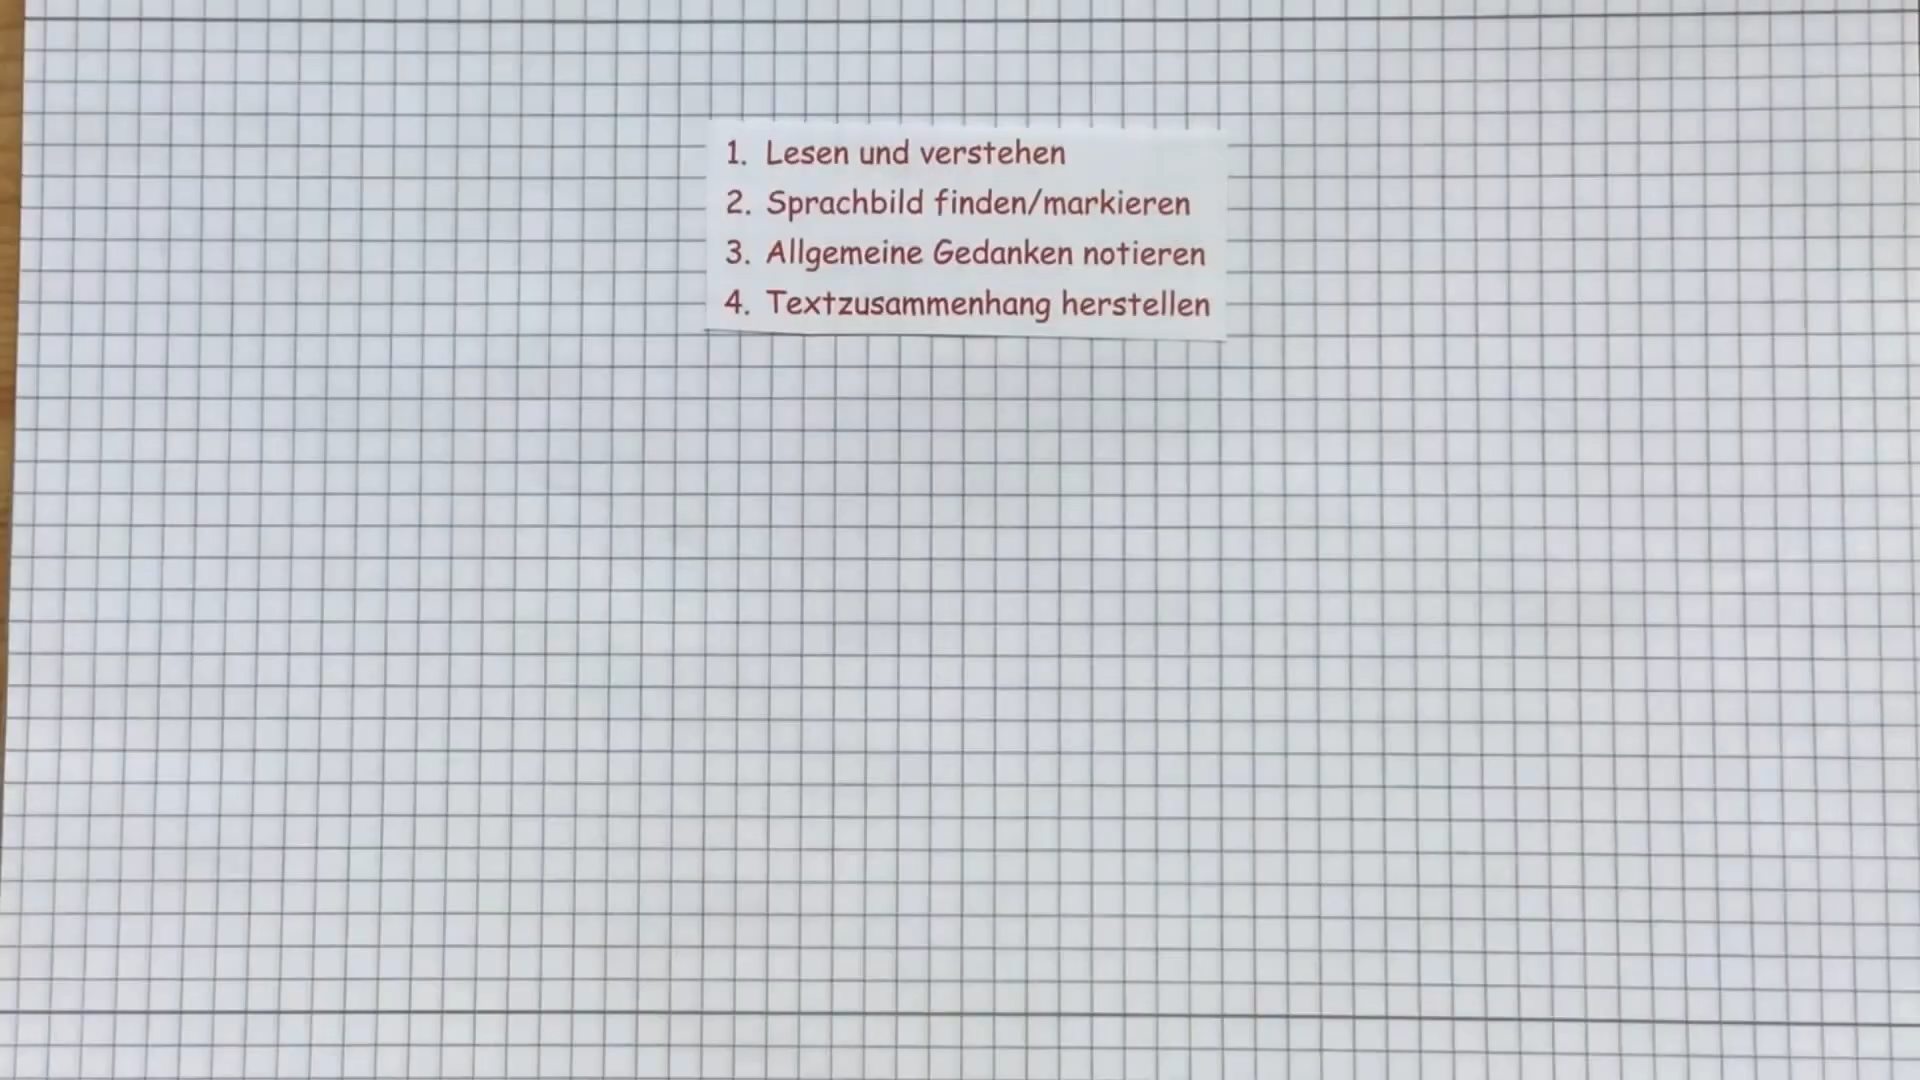 1. Lesen und verstehen
2. Sprachbild finden/markieren
3. Allgemeine Gedanken notieren
4. Textzusammenhang herstellen